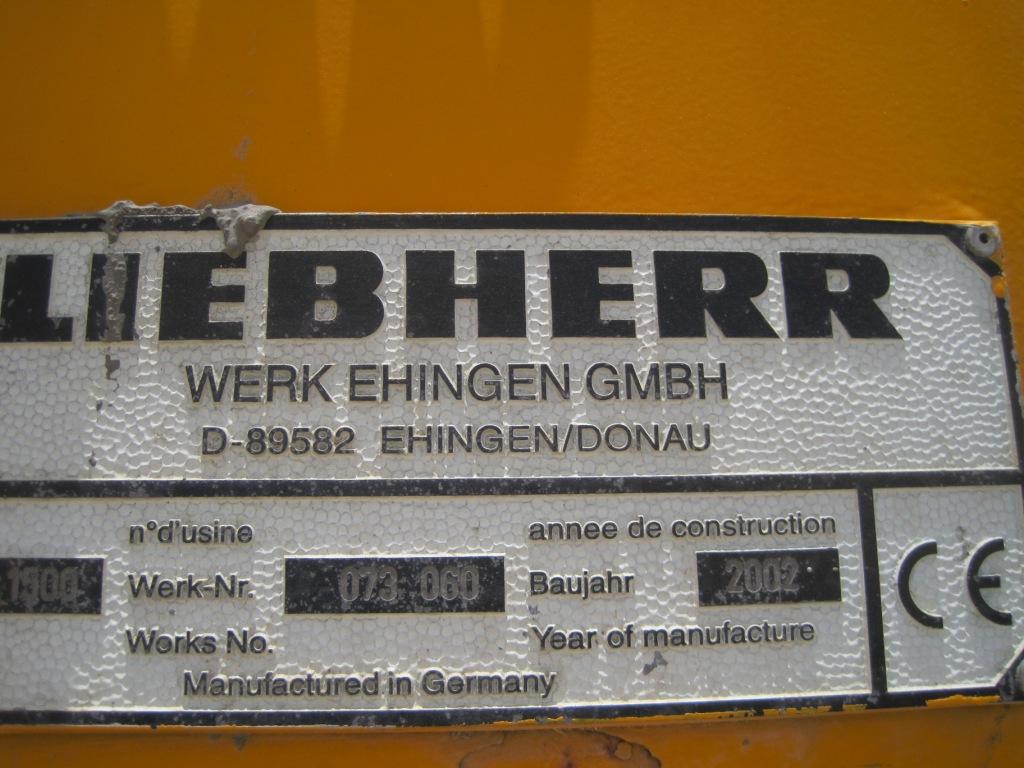 LIEBHERR
WERK EHINGEN GMBH
D-89582 EHINGEN/DONAU
n°d'usine annee de construction
Werk-Nr. 073 060 Baujahr 2002
Works No. Year of manufacture
Manufactured in Germany
CE